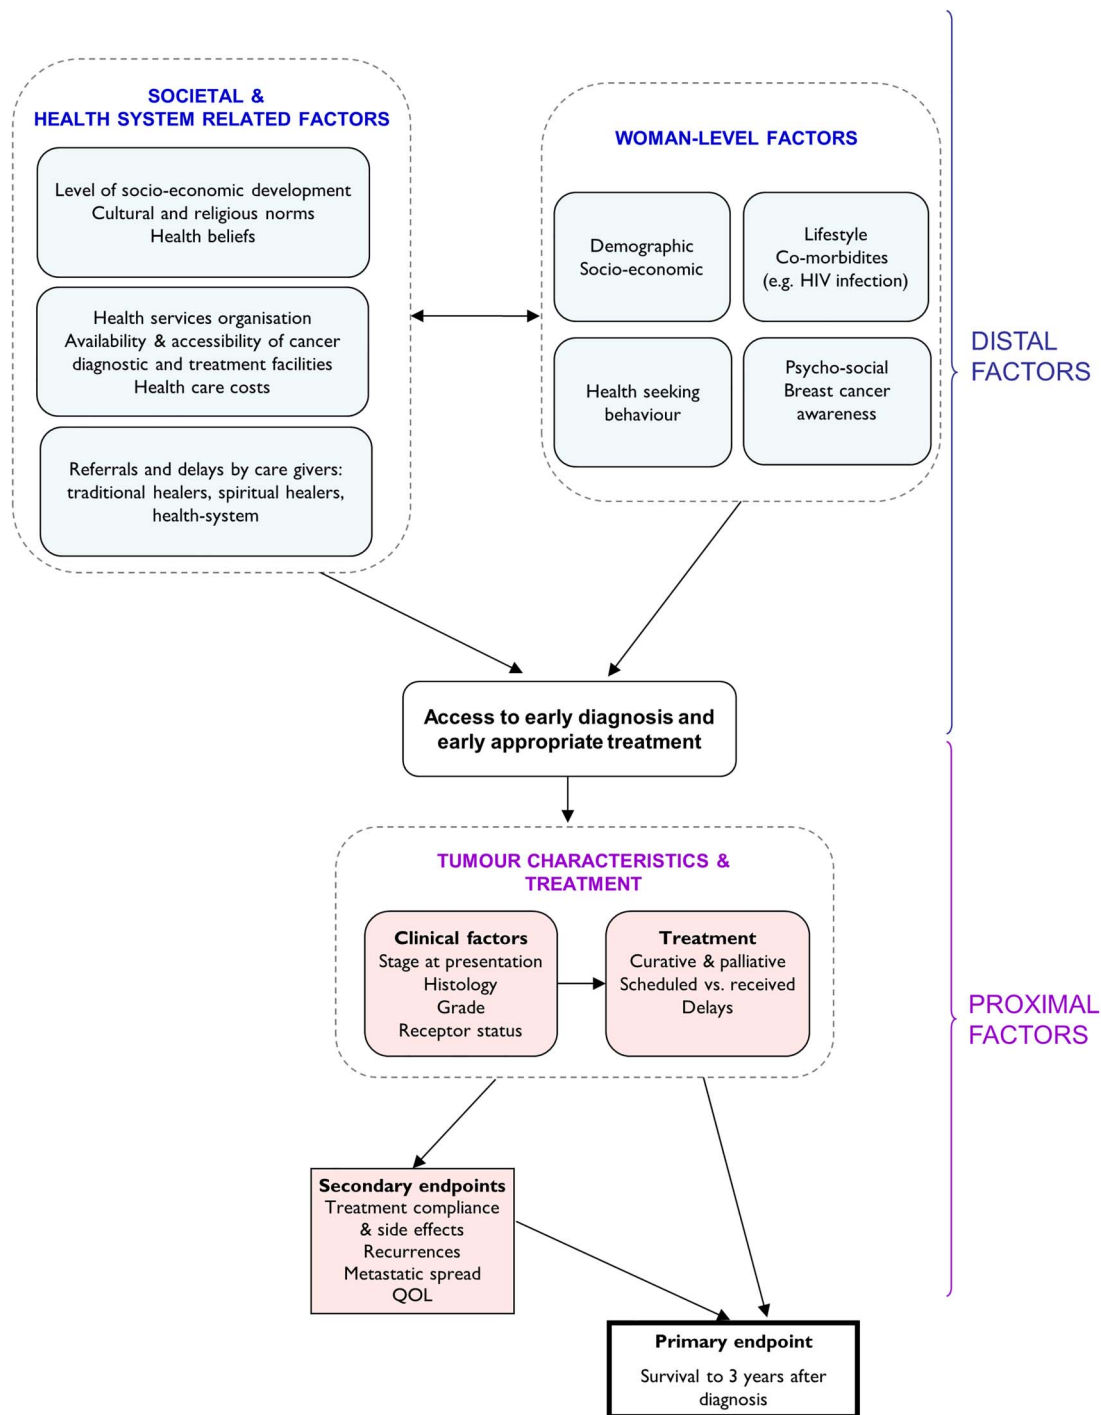 SOCIETAL &
HEALTH SYSTEM RELATED FACTORS
Level of socio-economic development
Cultural and religious norms
Health beliefs
Health services organisation
Availability & accessibility of cancer
diagnostic and treatment facilities
Health care costs
Referrals and delays by care givers:
traditional healers, spiritual healers,
health-system
WOMAN-LEVEL FACTORS
Demographic
Socio-economic
Lifestyle
Co-morbidites
(e.g. HIV infection)
Health seeking
behaviour
Psycho-social
Breast cancer
awareness
DISTAL
FACTORS
Access to early diagnosis and
early appropriate treatment
TUMOUR CHARACTERISTICS &
TREATMENT
Clinical factors
Stage at presentation
Histology
Grade
Receptor status
Treatment
Curative & palliative
Scheduled vs. received
Delays
PROXIMAL
FACTORS
Secondary endpoints
Treatment compliance
& side effects
Recurrences
Metastatic spread
QOL
Primary endpoint
Survival to 3 years after
diagnosis